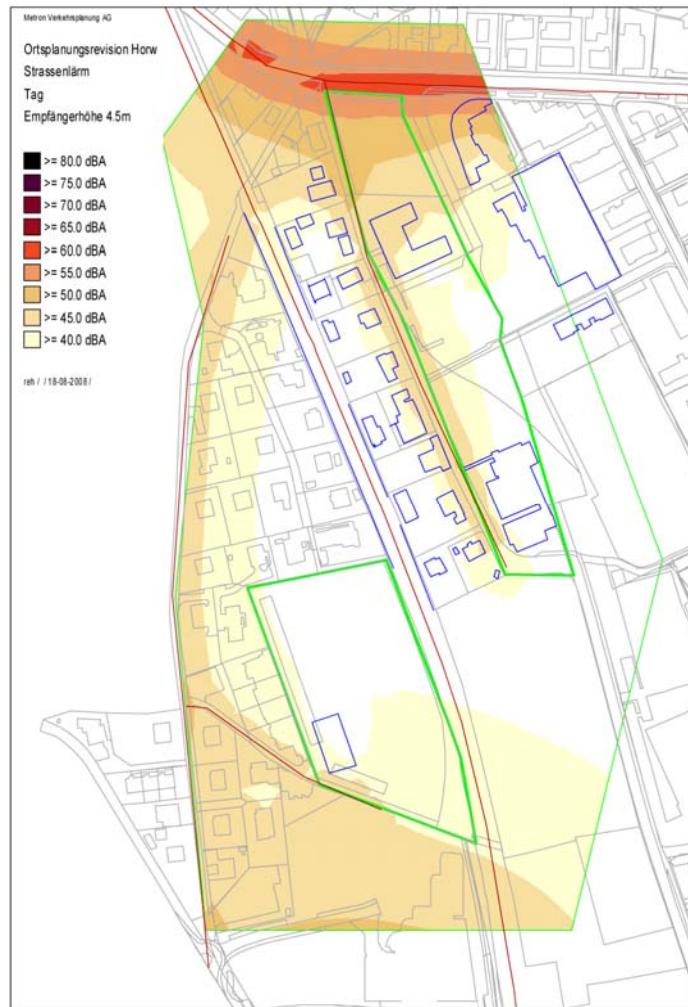 Metron Verkehrsplanung AG
Ortsplanungsrevision Horw
Strassenlärm
Tag
Empfängerhöhe 4.5m
>= 80.0 dBA
>= 75.0 dBA
>= 70.0 dBA
>= 65.0 dBA
>= 60.0 dBA
>= 55.0 dBA
>= 50.0 dBA
>= 45.0 dBA
>= 40.0 dBA
reh / / 18-08-2008 /